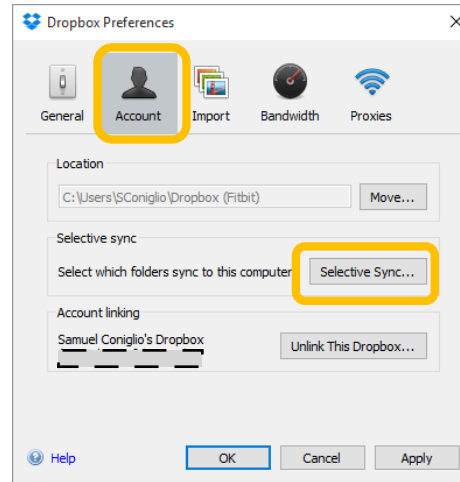 Dropbox Preferences
General Account Import Bandwidth Proxies
Location
C:\Users\SConiglio\Dropbox (Fitbit) Move...
Selective sync
Select which folders sync to this computer Selective Sync...
Account linking
Samuel Coniglio's Dropbox
Unlink This Dropbox...
Help OK Cancel Apply